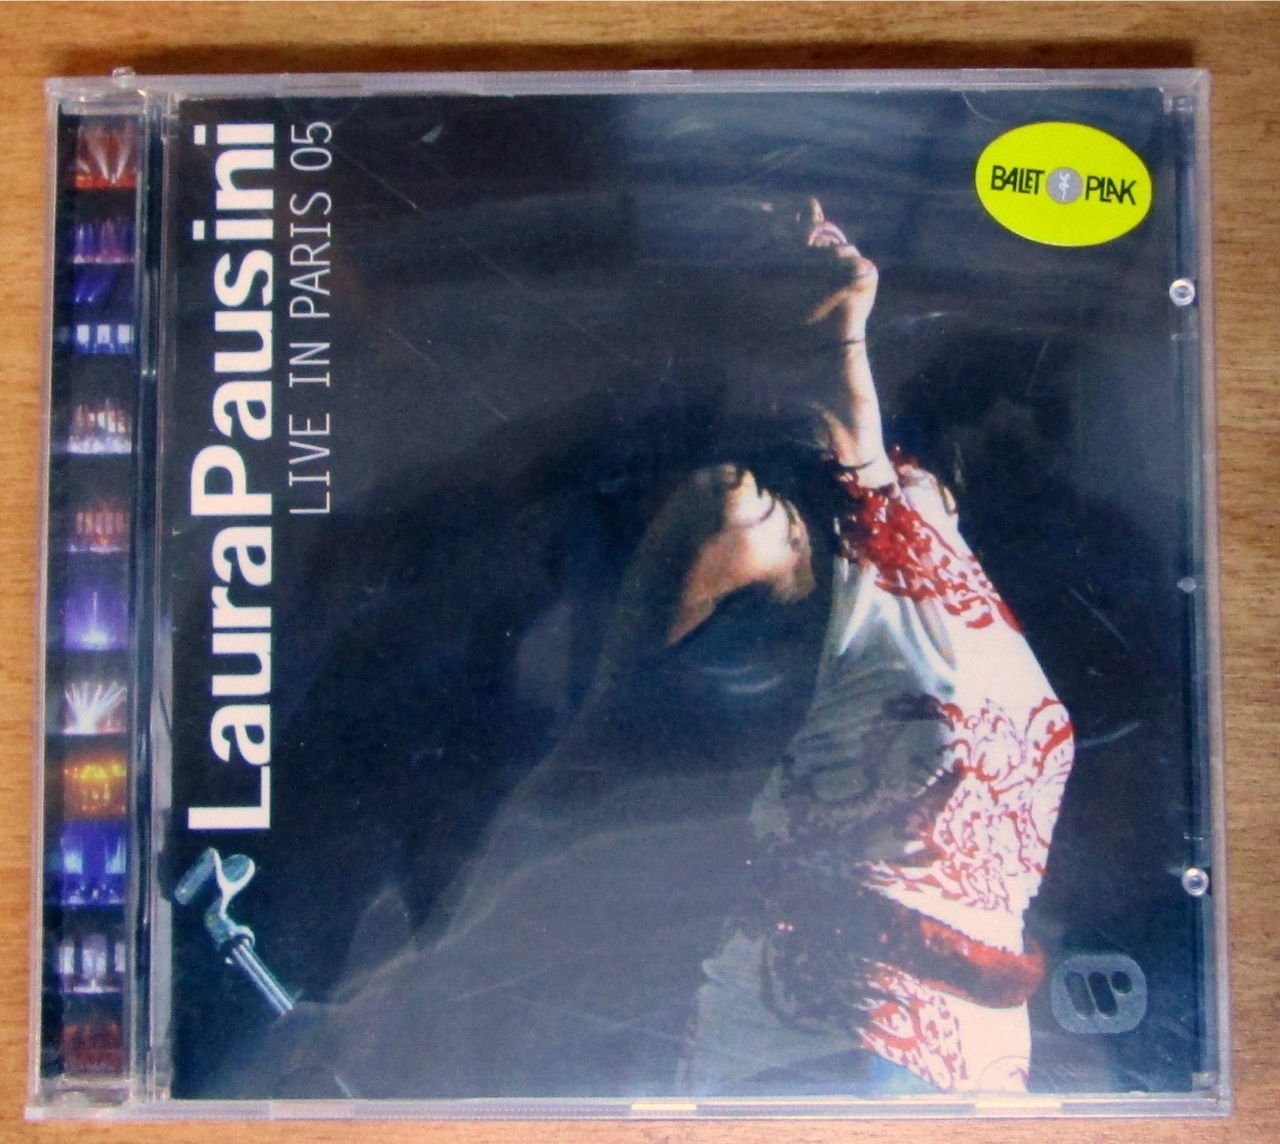 LauraPausini
LIVE IN PARIS 05
BALET PLAK